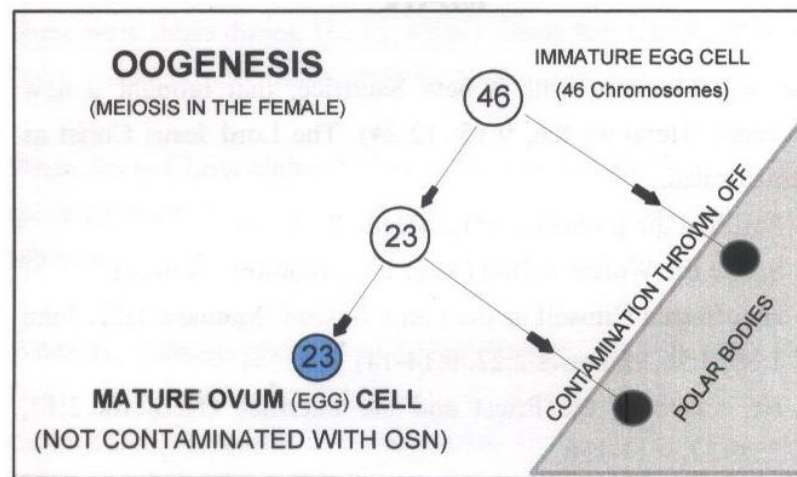 OOGENESIS
(MEIOSIS IN THE FEMALE)
46
IMMATURE EGG CELL
(46 Chromosomes)
23
CONTAMINATION THROWN OFF
POLAR BODIES
23
MATURE OVUM (EGG) CELL
(NOT CONTAMINATED WITH OSN)